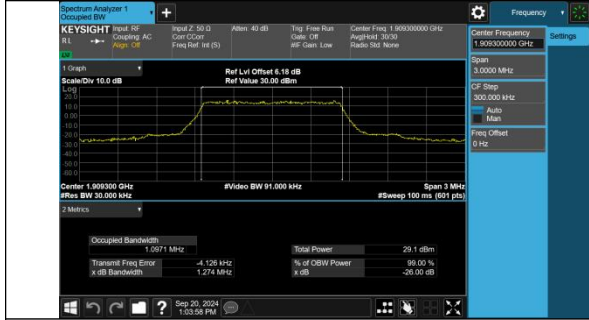 Spectrum Analyzer 1
Occupied BW
+
Frequency
KEYSIGHT Input: RF
R L
Coupling: AC
Align: Off
Input Z: 50 Ω
Corr CCorr
Freq Ref: Int (S)
Atten: 40 dB
Trig: Free Run
Gate: Off
#IF Gain: Low
Center Freq: 1.909300000 GHz
Avg|Hold: 30/30
Radio Std: None
Center Frequency
1.909300000 GHz
Settings
Span
3.0000 MHz
CF Step
300.000 kHz
Auto
Man
Freq Offset
0 Hz
1 Graph
Scale/Div 10.0 dB
Ref Lvl Offset 6.18 dB
Ref Value 30.00 dBm
Log
20.0
10.0
0.00
-10.0
-20.0
-30.0
-40.0
-50.0
-60.0
Center 1.909300 GHz
#Res BW 30.000 kHz
#Video BW 91.000 kHz
Span 3 MHz
#Sweep 100 ms (601 pts)
2 Metrics
Occupied Bandwidth
1.0971 MHz
Total Power 29.1 dBm
Transmit Freq Error -4.126 kHz
% of OBW Power 99.00 %
x dB Bandwidth 1.274 MHz
x dB -26.00 dB
?
Sep 20, 2024
1:03:58 PM